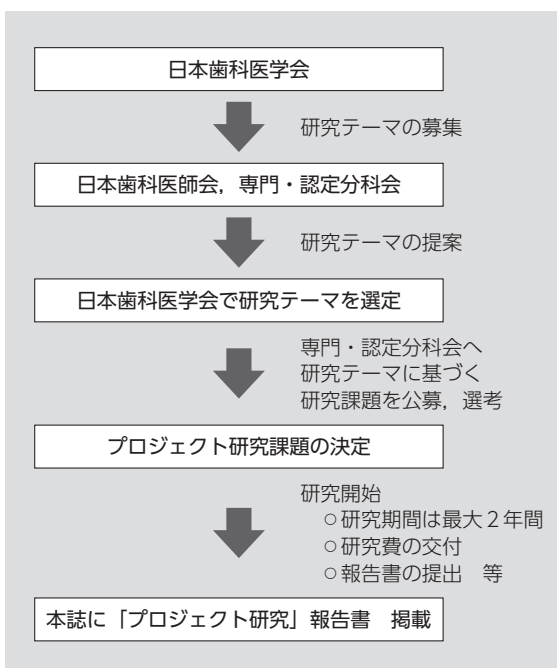 日本歯科医学会
研究テーマの募集
日本歯科医師会，専門・認定分科会
研究テーマの提案
日本歯科医学会で研究テーマを選定
専門・認定分科会へ
研究テーマに基づく
研究課題を公募，選考
プロジェクト研究課題の決定
研究開始
○研究期間は最大２年間
○研究費の交付
○報告書の提出　等
本誌に「プロジェクト研究」報告書　掲載